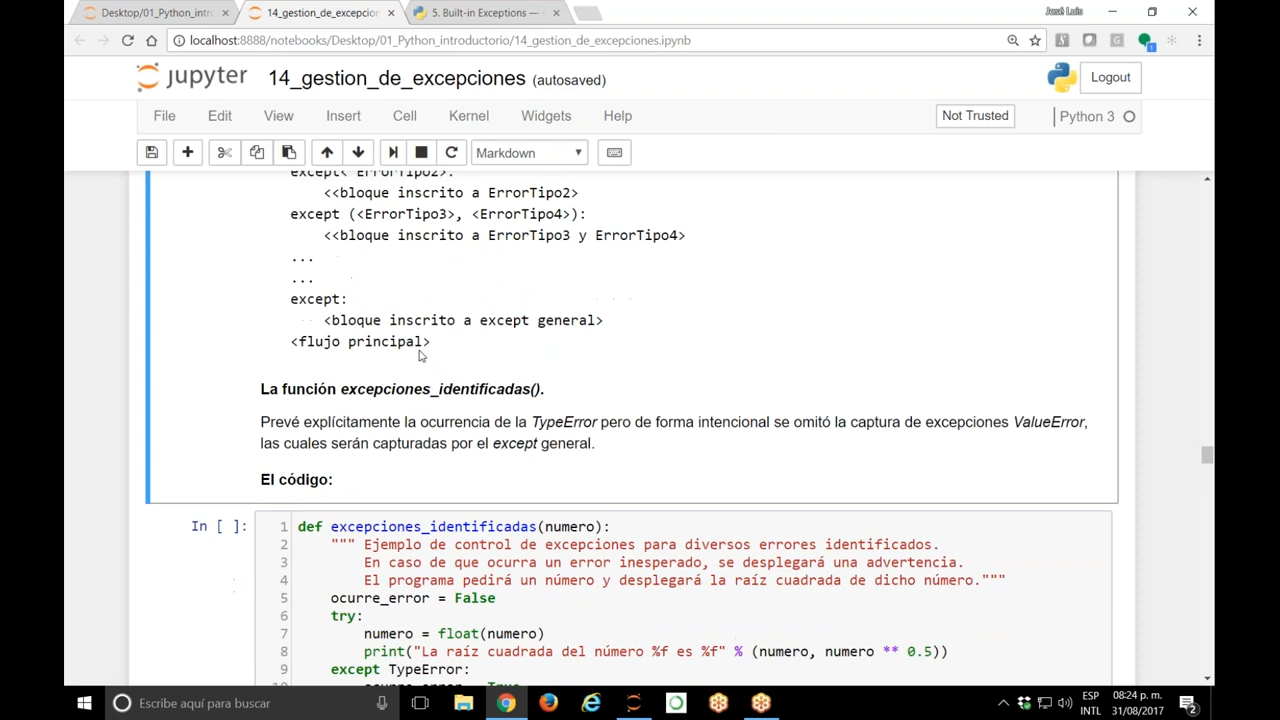 Desktop/01_Python_intro
14_gestion_de_excepcion
5. Built-in Exceptions —
José Luis
localhost:8888/notebooks/Desktop/01_Python_introductorio/14_gestion_de_excepciones.ipynb
jupyter
14_gestion_de_excepciones (autosaved)
Logout
File Edit View Insert Cell Kernel Widgets Help
Not Trusted
Python 3
Markdown
except< ErrorTipo2>:
<<bloque inscrito a ErrorTipo2>
except (<ErrorTipo3>, <ErrorTipo4>):
<<bloque inscrito a ErrorTipo3 y ErrorTipo4>
...
...
except:
<bloque inscrito a except general>
<flujo principal>
La función excepciones_identificadas().
Prevé explícitamente la ocurrencia de la TypeError pero de forma intencional se omitó la captura de excepciones ValueError,
las cuales serán capturadas por el except general.
El código:
In [ ]:
1 def excepciones_identificadas(numero):
2 """ Ejemplo de control de excepciones para diversos errores identificados.
3 En caso de que ocurra un error inesperado, se desplegará una advertencia.
4 El programa pedirá un número y desplegará la raíz cuadrada de dicho número."""
5 ocurre_error = False
6 try:
7 numero = float(numero)
8 print("La raíz cuadrada del número %f es %f" % (numero, numero ** 0.5))
9 except TypeError:
Escribe aquí para buscar
ESP
INTL
08:24 p. m.
31/08/2017
2